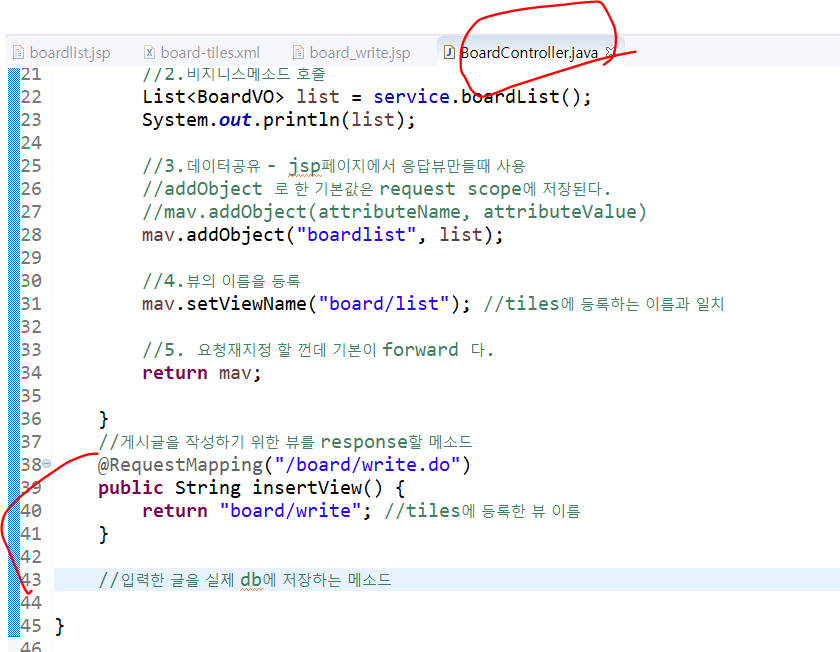 boardlist.jsp board-tiles.xml board_write.jsp BoardController.java
21 //2.비지니스메소드 호출
22 List<BoardVO> list = service.boardList();
23 System.out.println(list);
24
25 //3.데이터공유 - jsp페이지에서 응답뷰만들때 사용
26 //addObject 로 한 기본값은 request scope에 저장된다.
27 //mav.addObject(attributeName, attributeValue)
28 mav.addObject("boardlist", list);
29
30 //4.뷰의 이름을 등록
31 mav.setViewName("board/list"); //tiles에 등록하는 이름과 일치
32
33 //5. 요청재지정 할 껀데 기본이 forward 다.
34 return mav;
35
36 }
37 //게시글을 작성하기 위한 뷰를 response할 메소드
38 @RequestMapping("/board/write.do")
39 public String insertView() {
40 return "board/write"; //tiles에 등록한 뷰 이름
41 }
42
43 //입력한 글을 실제 db에 저장하는 메소드
44
45 }
46